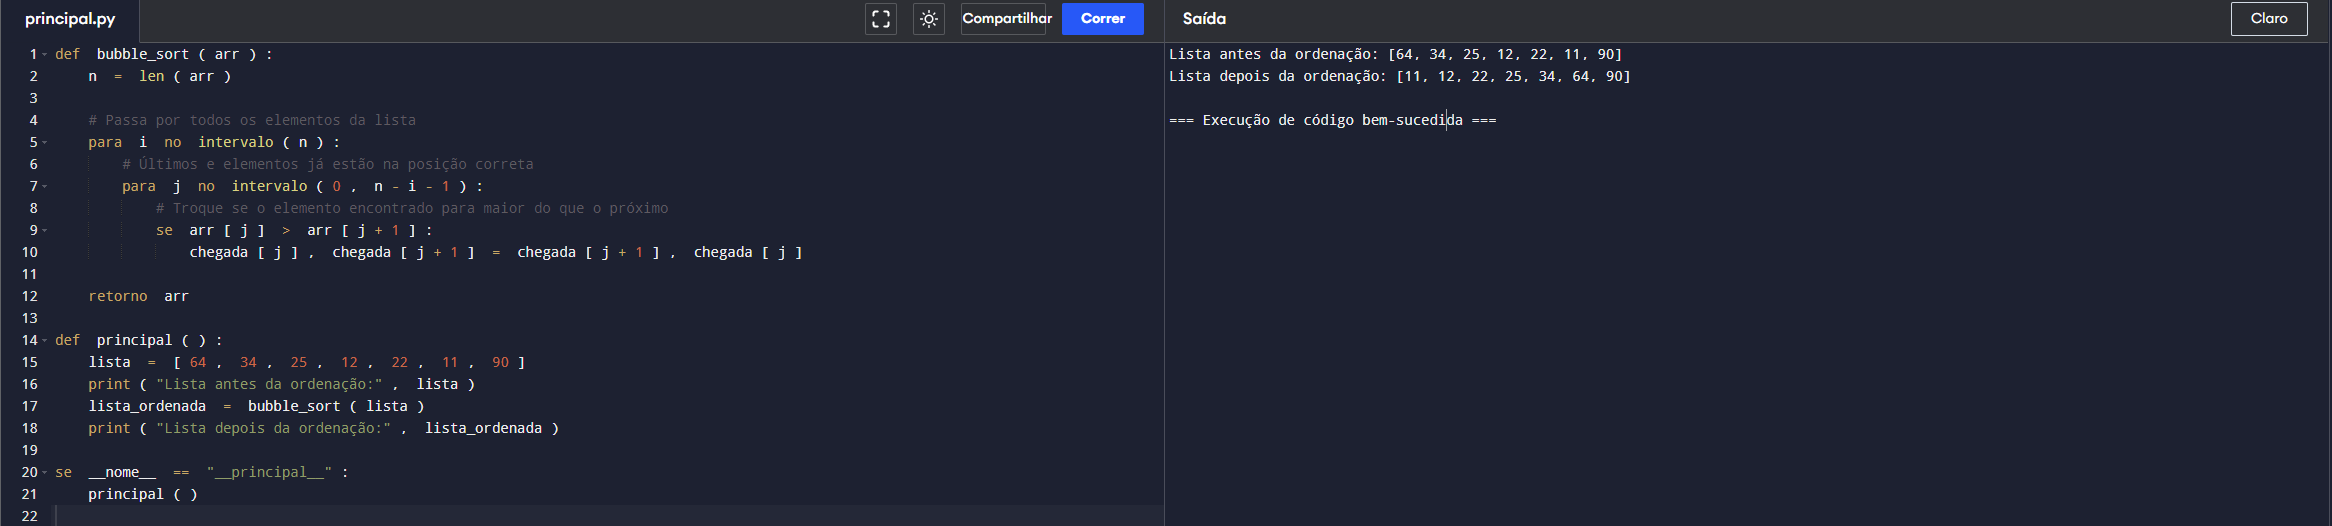 principal.py Compartilhar Correr Saída Claro
1 def bubble_sort ( arr ) :
2 n = len ( arr )
3
4 # Passa por todos os elementos da lista
5 para i no intervalo ( n ) :
6 # Últimos e elementos já estão na posição correta
7 para j no intervalo ( 0 , n - i - 1 ) :
8 # Troque se o elemento encontrado para maior do que o próximo
9 se arr [ j ] > arr [ j + 1 ] :
10 chegada [ j ] , chegada [ j + 1 ] = chegada [ j + 1 ] , chegada [ j ]
11
12 retorno arr
13
14 def principal ( ) :
15 lista = [ 64 , 34 , 25 , 12 , 22 , 11 , 90 ]
16 print ( "Lista antes da ordenação:" , lista )
17 lista_ordenada = bubble_sort ( lista )
18 print ( "Lista depois da ordenação:" , lista_ordenada )
19
20 se __nome__ == "__principal__" :
21 principal ( )
22
Lista antes da ordenação: [64, 34, 25, 12, 22, 11, 90]
Lista depois da ordenação: [11, 12, 22, 25, 34, 64, 90]
=== Execução de código bem-sucedida ===